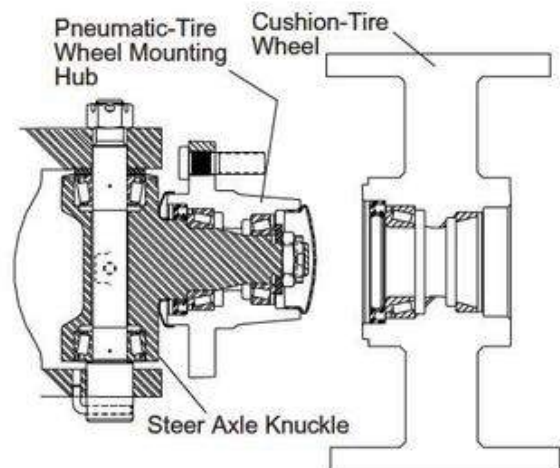 Pneumatic-Tire
Wheel Mounting
Hub
Cushion-Tire
Wheel
Steer Axle Knuckle